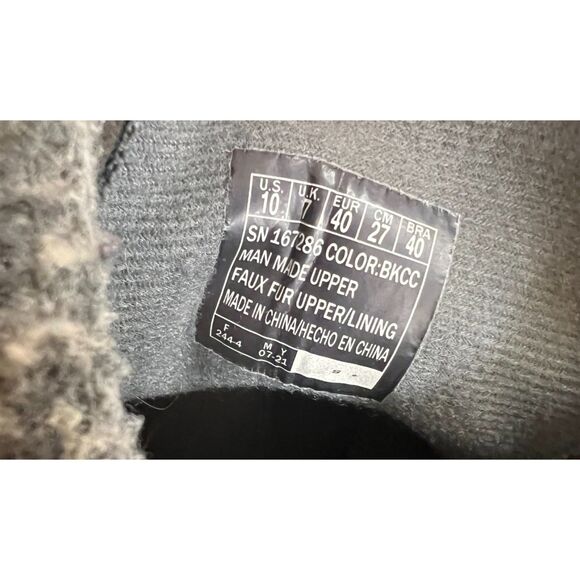 U.S. U.K. EUR CM BRA
10 7 40 27 40
SN 167286 COLOR:BKCC
MAN MADE UPPER
FAUX FUR UPPER/LINING
MADE IN CHINA/HECHO EN CHINA
F M Y
244-4 07-21